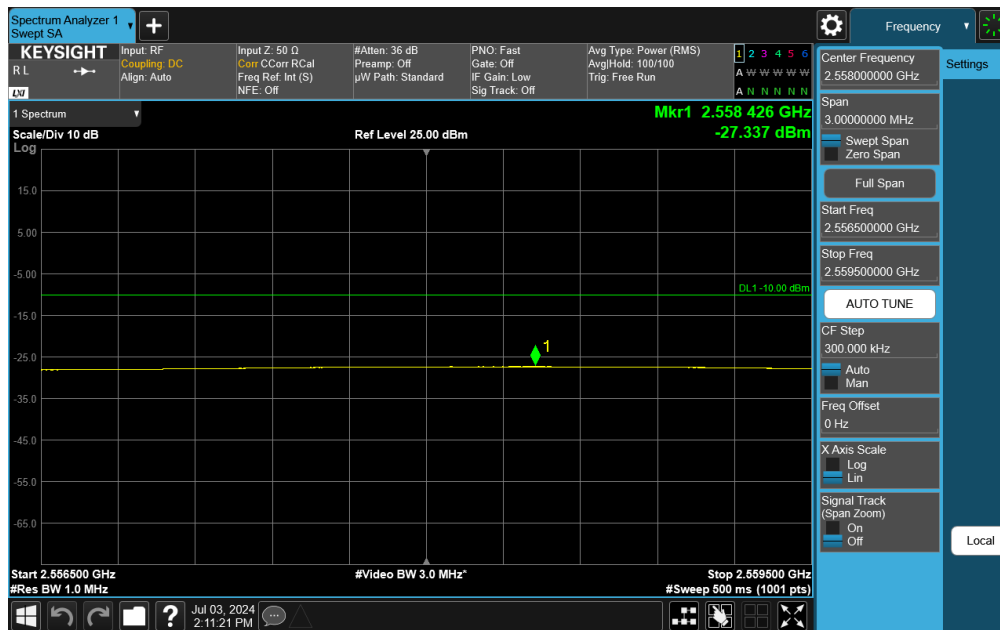 Spectrum Analyzer 1
Swept SA
Frequency
KEYSIGHT
R L
LXI
Input: RF
Coupling: DC
Align: Auto
Input Z: 50 Ω
Corr CCorr RCal
Freq Ref: Int (S)
NFE: Off
#Atten: 36 dB
Preamp: Off
µW Path: Standard
PNO: Fast
Gate: Off
IF Gain: Low
Sig Track: Off
Avg Type: Power (RMS)
Avg|Hold: 100/100
Trig: Free Run
1 2 3 4 5 6
A W W W W W
A N N N N N
1 Spectrum
Scale/Div 10 dB
Log
Ref Level 25.00 dBm
Mkr1 2.558 426 GHz
-27.337 dBm
15.0
5.00
-5.00
DL1 -10.00 dBm
-15.0
1
-25.0
-35.0
-45.0
-55.0
-65.0
Start 2.556500 GHz
#Res BW 1.0 MHz
#Video BW 3.0 MHz*
Stop 2.559500 GHz
#Sweep 500 ms (1001 pts)
Jul 03, 2024
2:11:21 PM
?
Center Frequency
2.558000000 GHz
Span
3.00000000 MHz
Swept Span
Zero Span
Full Span
Start Freq
2.556500000 GHz
Stop Freq
2.559500000 GHz
AUTO TUNE
CF Step
300.000 kHz
Auto
Man
Freq Offset
0 Hz
X Axis Scale
Log
Lin
Signal Track
(Span Zoom)
On
Off
Settings
Local